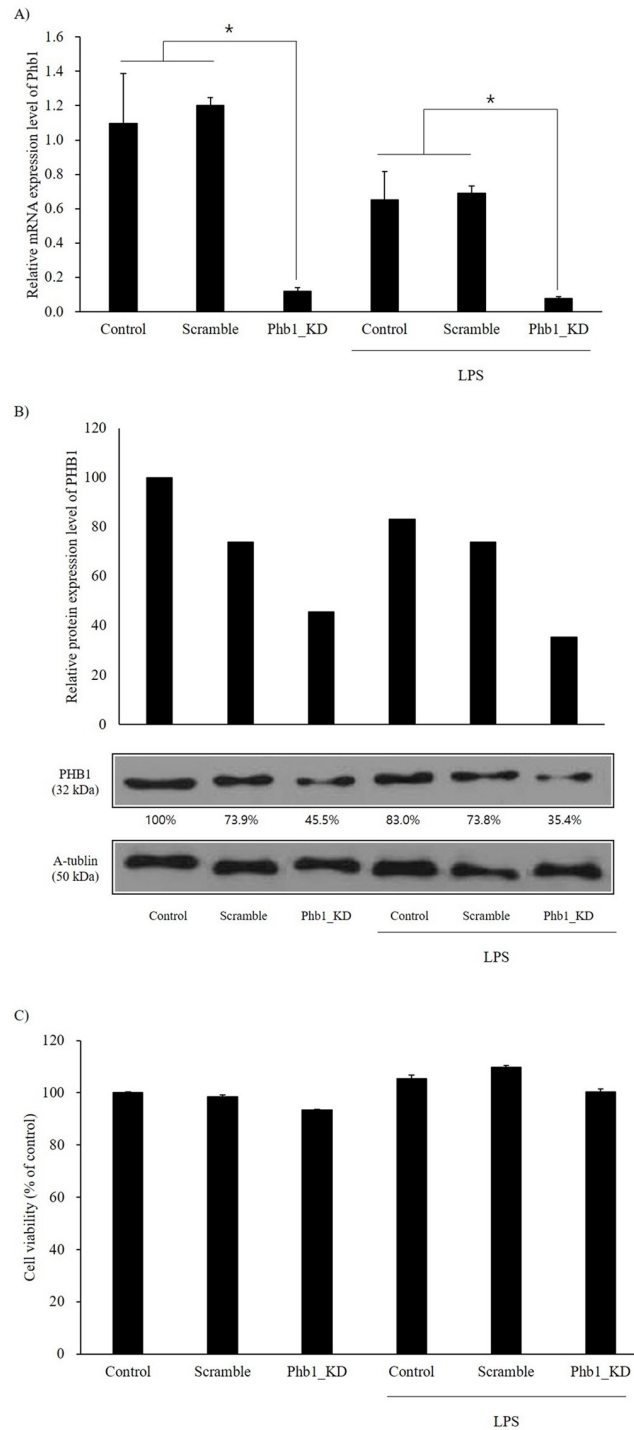 A)
Relative mRNA expression level of Phb1
1.6
1.4
1.2
1.0
0.8
0.6
0.4
0.2
0.0
*
*
Control Scramble Phb1_KD Control Scramble Phb1_KD
LPS
B)
Relative protein expression level of PHB1
120
100
80
60
40
20
0
PHB1
(32 kDa)
100% 73.9% 45.5% 83.0% 73.8% 35.4%
A-tublin
(50 kDa)
Control Scramble Phb1_KD Control Scramble Phb1_KD
LPS
C)
Cell viability (% of control)
120
100
80
60
40
20
0
Control Scramble Phb1_KD Control Scramble Phb1_KD
LPS